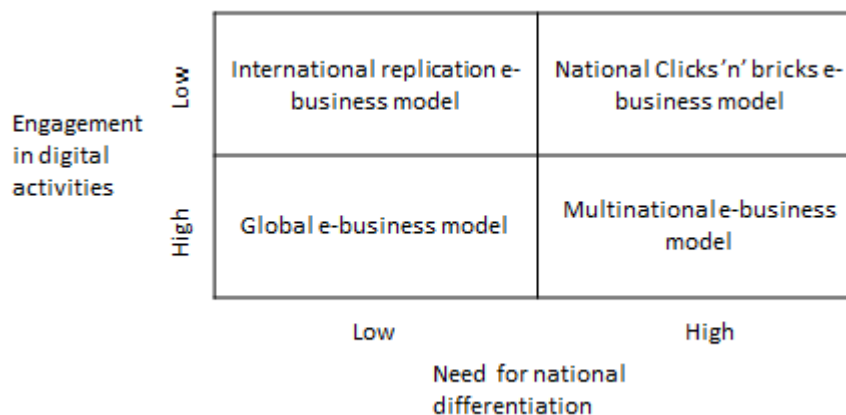 International replication e-
business model
National Clicks'n' bricks e-
business model
Low
Engagement
in digital
activities
High
Global e-business model
Multinational e-business
model
Low
High
Need for national
differentiation